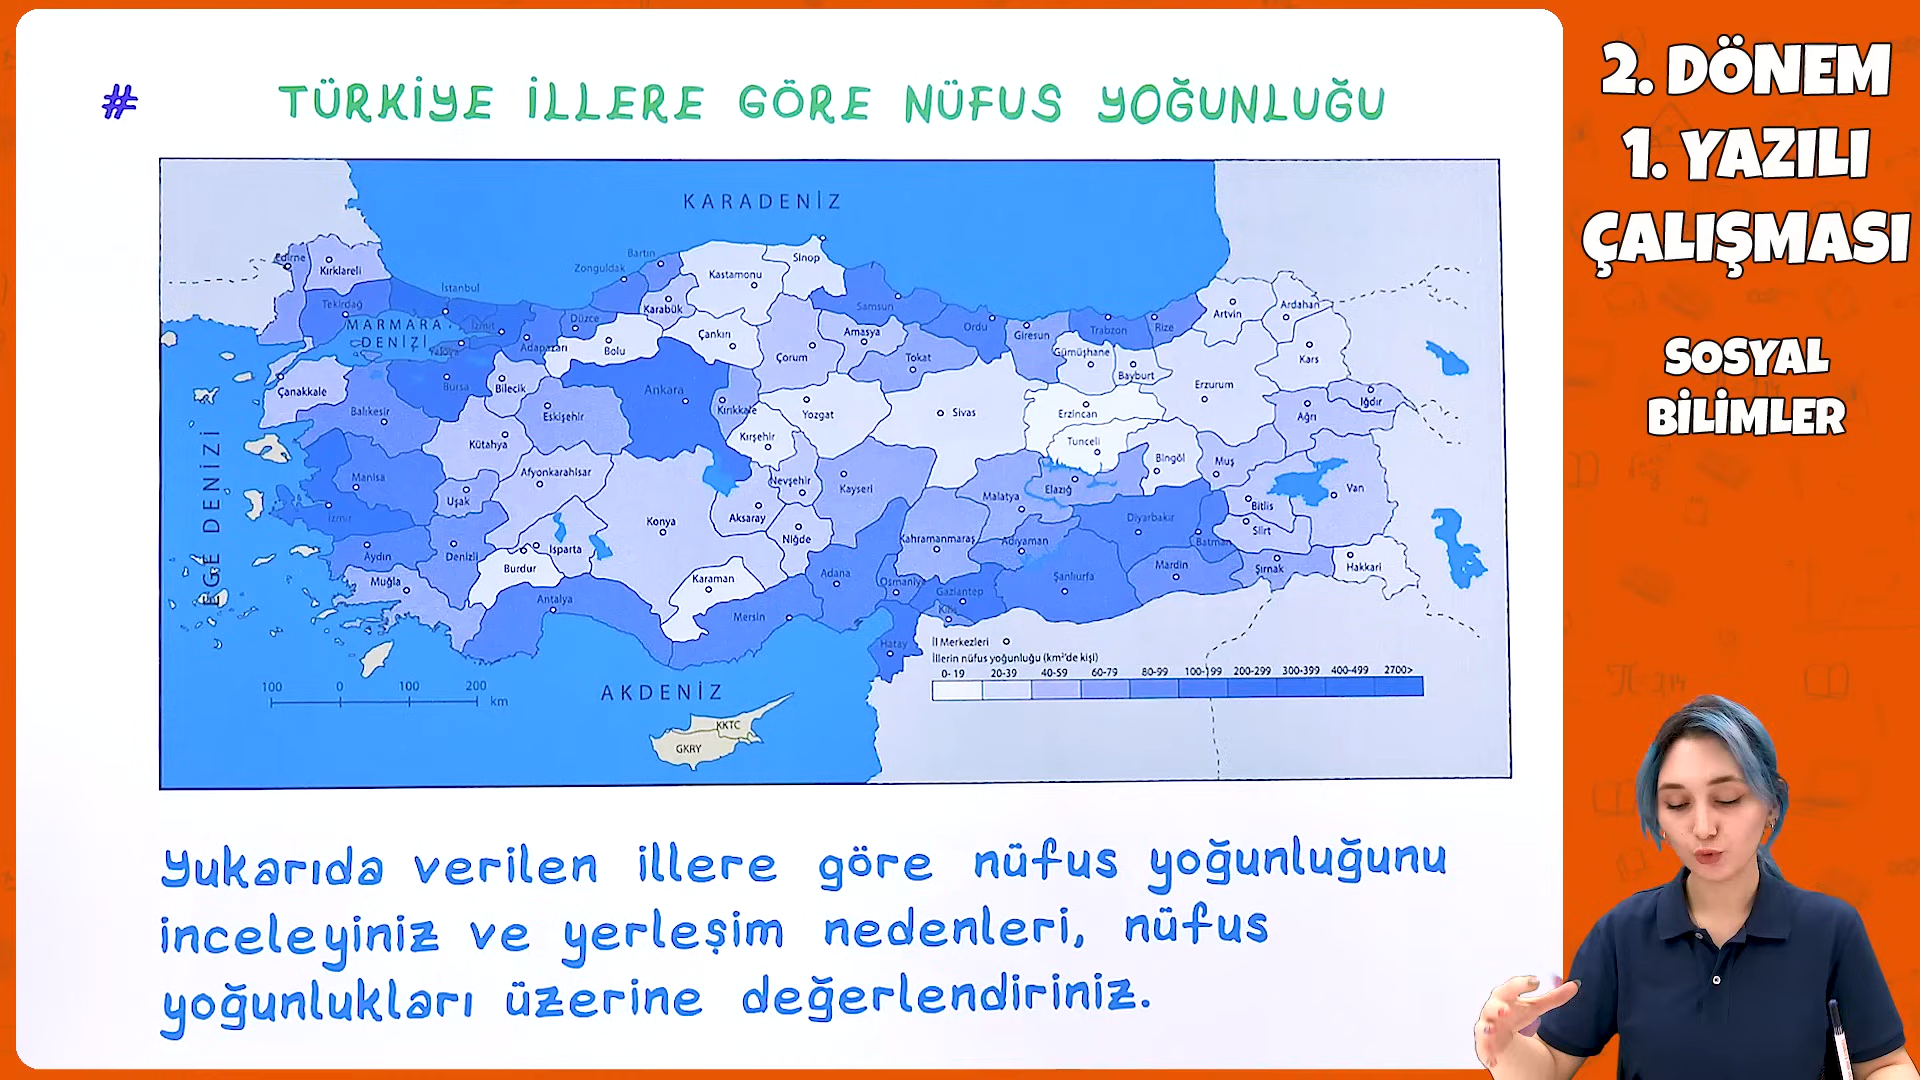 # TÜRKİYE İLLERE GÖRE NÜFUS YOĞUNLUĞU
KARADENİZ
Edirne
Kırklareli
Tekirdağ
İstanbul
MARMARA
DENİZİ
İzmit
Yalova
Adapazarı
Düzce
Zonguldak
Bartın
Karabük
Kastamonu
Sinop
Bolu
Çankırı
Çorum
Samsun
Amasya
Tokat
Ordu
Giresun
Trabzon
Rize
Artvin
Ardahan
Gümüşhane
Bayburt
Erzurum
Kars
Iğdır
Ağrı
Çanakkale
Balıkesir
Bursa
Bilecik
Eskişehir
Ankara
Kırıkkale
Kırşehir
Yozgat
Sivas
Erzincan
Tunceli
Bingöl
Muş
Van
Bitlis
Siirt
EGE DENİZİ
Kütahya
Manisa
Uşak
Afyonkarahisar
İzmir
Aydın
Denizli
Muğla
Burdur
Isparta
Konya
Aksaray
Nevşehir
Niğde
Kayseri
Malatya
Elazığ
Diyarbakır
Batman
Kahramanmaraş
Adıyaman
Şanlıurfa
Mardin
Şırnak
Hakkari
Karaman
Antalya
Mersin
Adana
Osmaniye
Gaziantep
Kilis
Hatay
AKDENİZ
KKTC
GKRY
100 0 100 200 km
İl Merkezleri
İllerin nüfus yoğunluğu (km²'de kişi)
0-19 20-39 40-59 60-79 80-99 100-199 200-299 300-399 400-499 2700>
Yukarıda verilen illere göre nüfus yoğunluğunu
inceleyiniz ve yerleşim nedenleri, nüfus
yoğunlukları üzerine değerlendiriniz.
2. DÖNEM
1. YAZILI
ÇALIŞMASI
SOSYAL
BİLİMLER